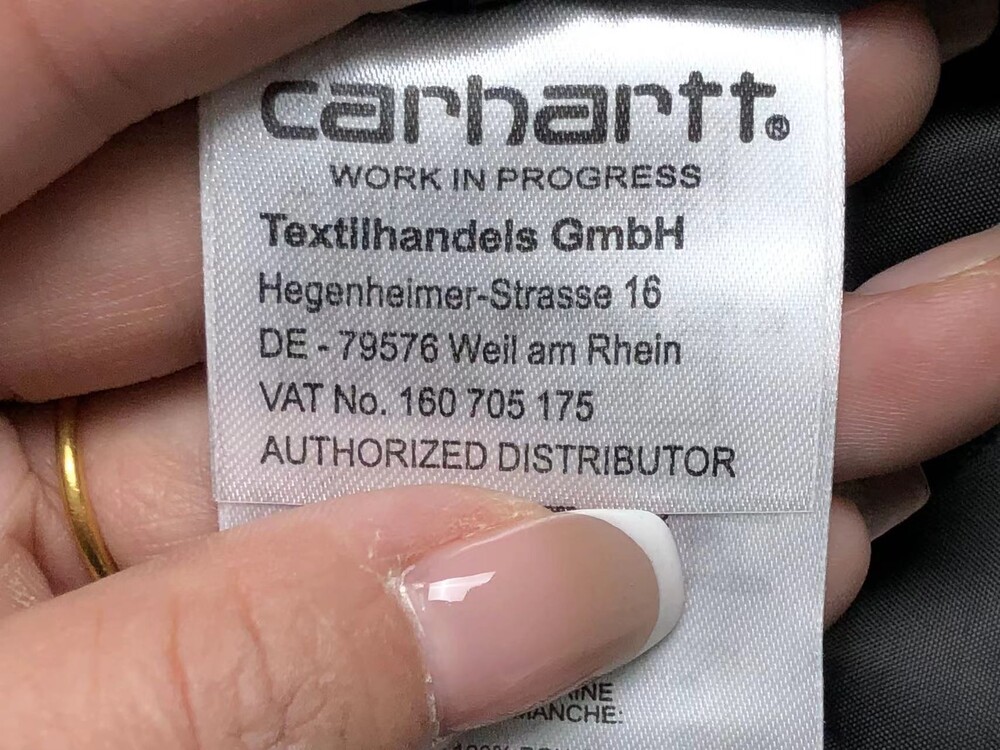 carhartt®
WORK IN PROGRESS
Textilhandels GmbH
Hegenheimer-Strasse 16
DE - 79576 Weil am Rhein
VAT No. 160 705 175
AUTHORIZED DISTRIBUTOR
MANCHE: